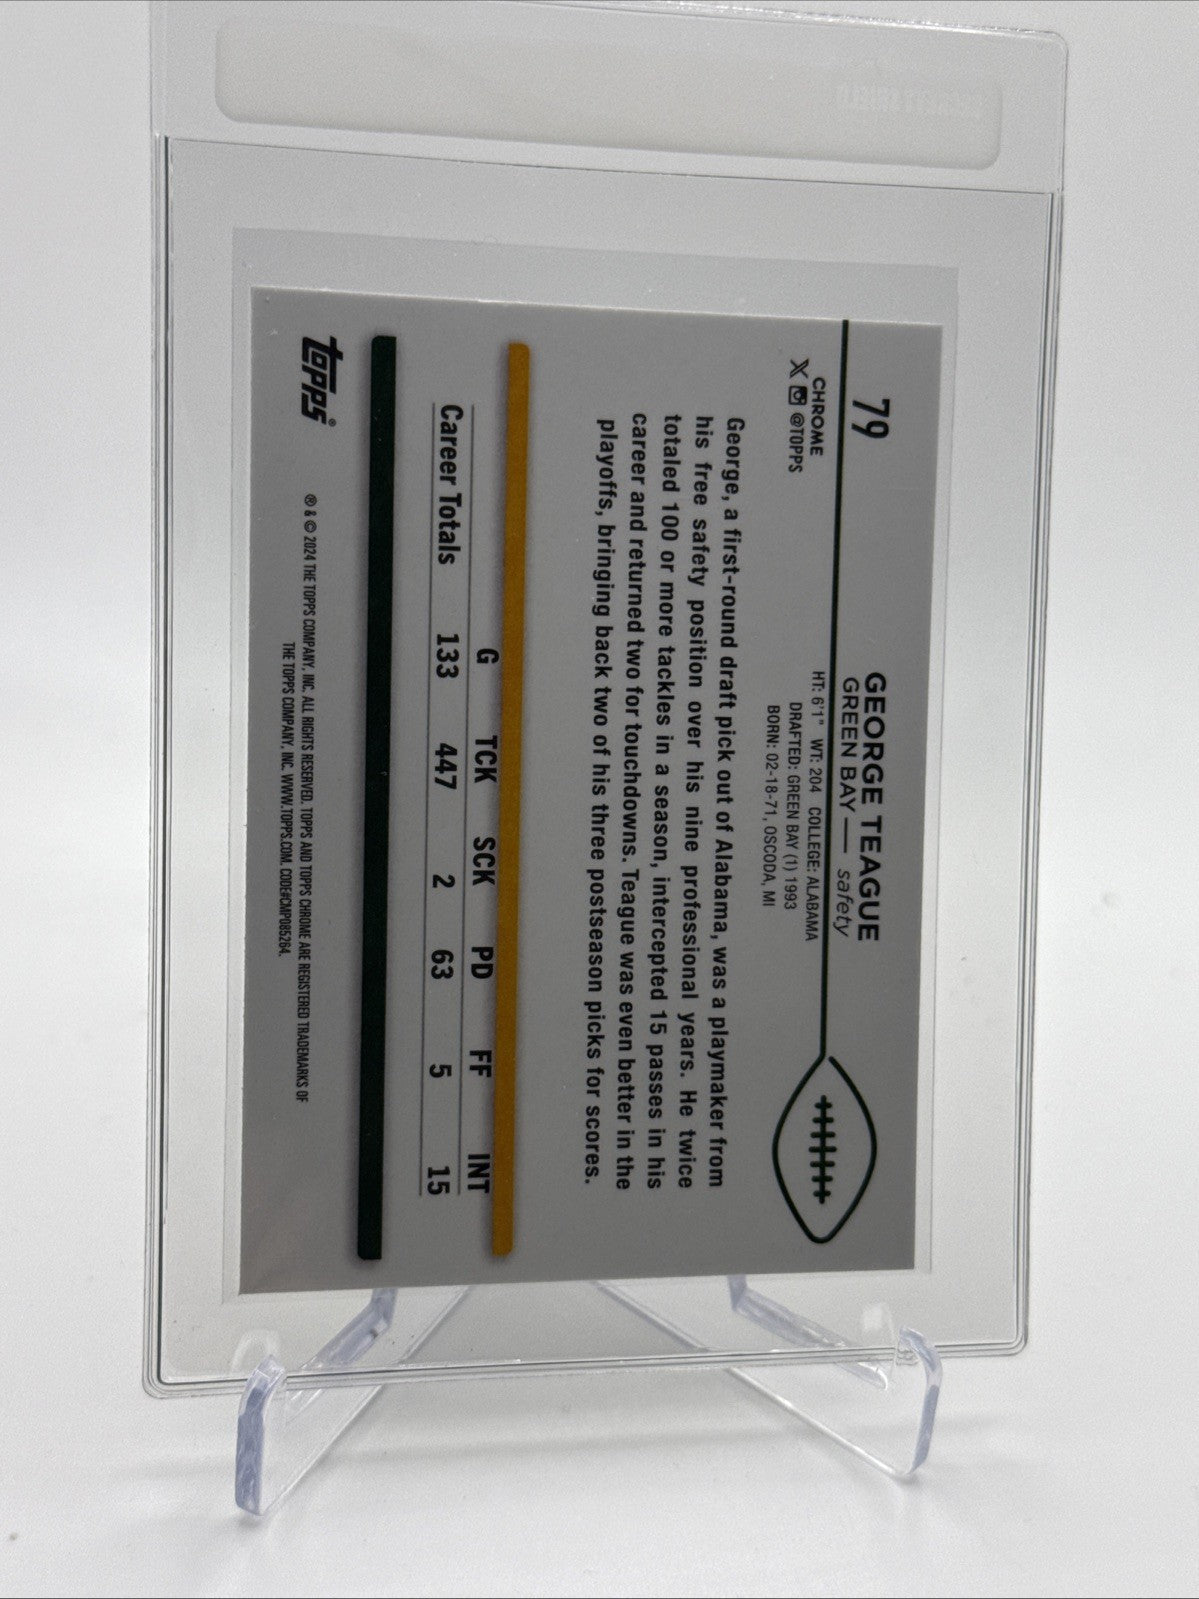 79
GEORGE TEAGUE
GREEN BAY — safety
CHROME
X @TOPPS
HT: 6'1" WT: 204 COLLEGE: ALABAMA
DRAFTED: GREEN BAY (1) 1993
BORN: 02-18-71, OSCODA, MI
George, a first-round draft pick out of Alabama, was a playmaker from
his free safety position over his nine professional years. He twice
totaled 100 or more tackles in a season, intercepted 15 passes in his
career and returned two for touchdowns. Teague was even better in the
playoffs, bringing back two of his three postseason picks for scores.
G TCK SCK PD FF INT
Career Totals 133 447 2 63 5 15
TOPPS®
® & © 2024 THE TOPPS COMPANY, INC. ALL RIGHTS RESERVED. TOPPS AND TOPPS CHROME ARE REGISTERED TRADEMARKS OF
THE TOPPS COMPANY, INC. WWW.TOPPS.COM. CODE#CMP085264.